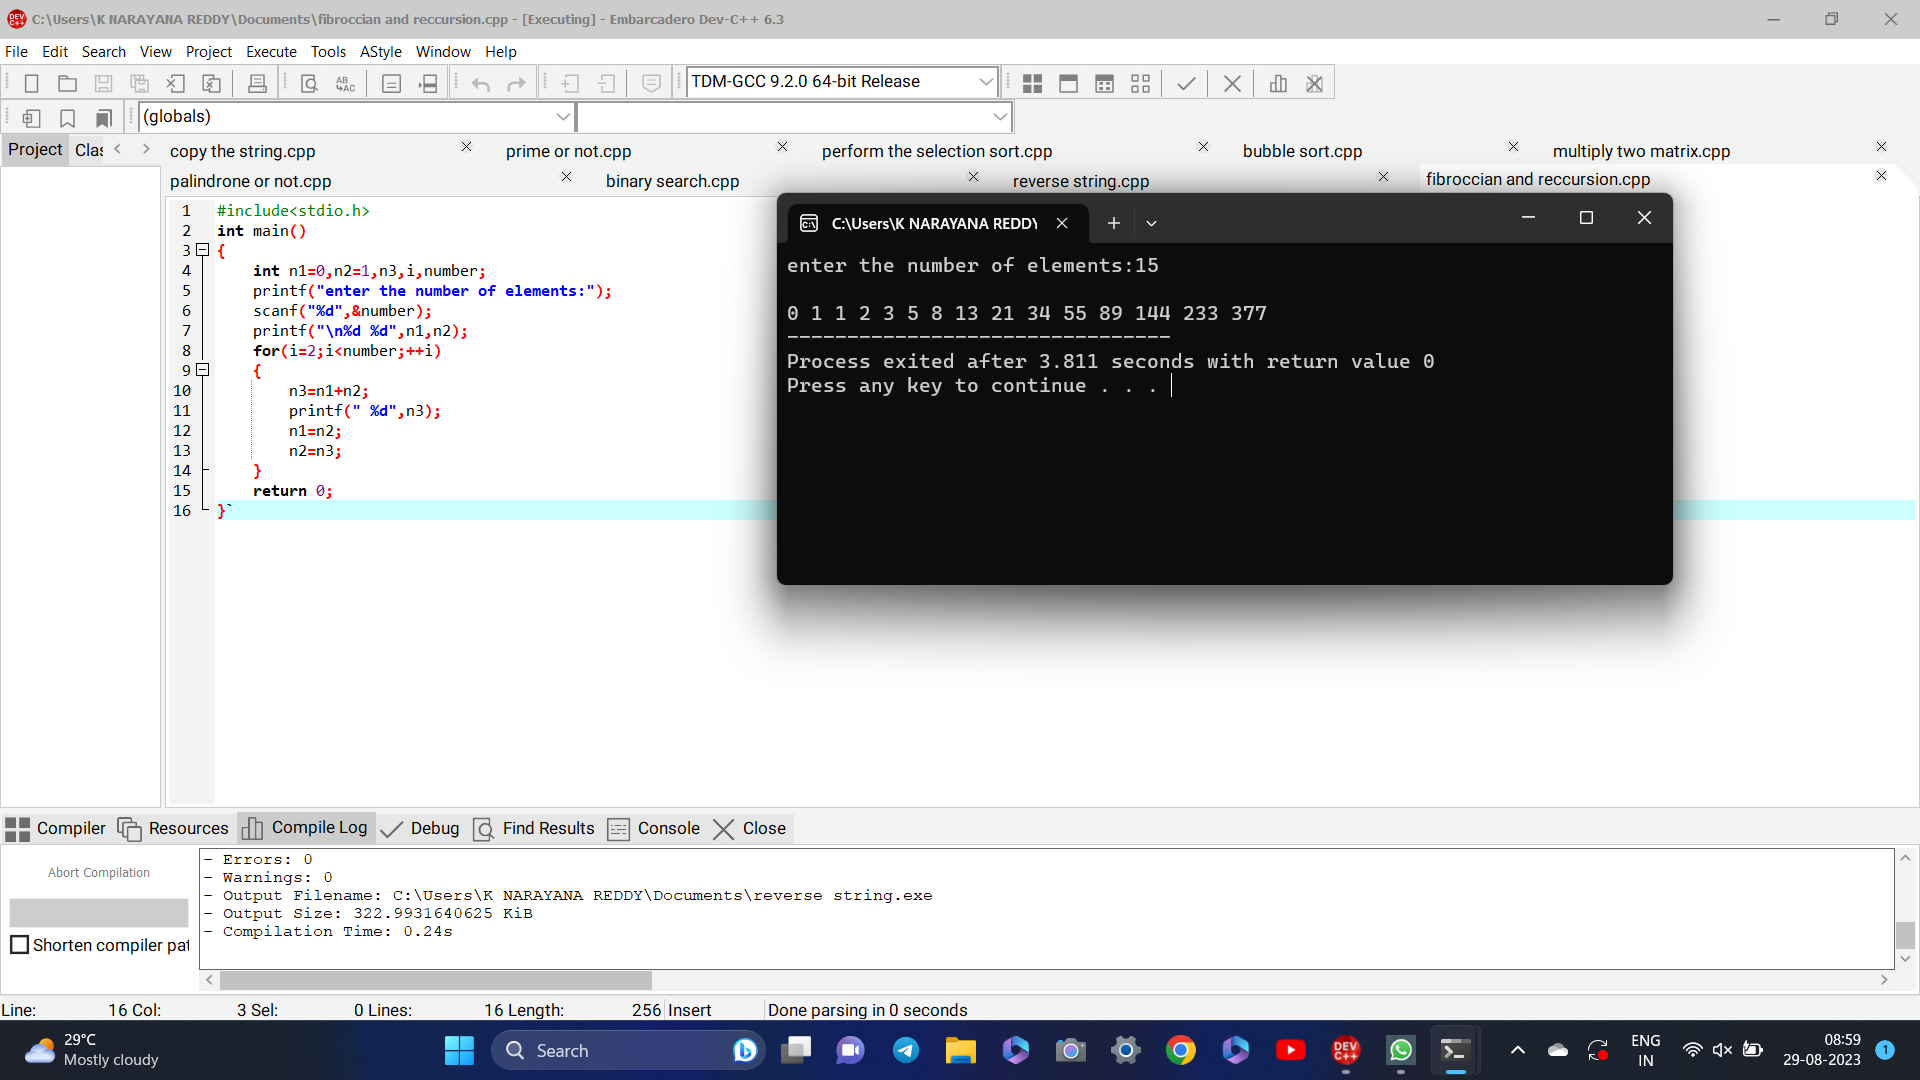 C:\Users\K NARAYANA REDDY\Documents\fibroccian and reccursion.cpp - [Executing] - Embarcadero Dev-C++ 6.3
File Edit Search View Project Execute Tools AStyle Window Help
TDM-GCC 9.2.0 64-bit Release
(globals)
Project Clas
copy the string.cpp prime or not.cpp perform the selection sort.cpp bubble sort.cpp multiply two matrix.cpp
palindrone or not.cpp binary search.cpp reverse string.cpp fibroccian and reccursion.cpp
1 #include<stdio.h>
2 int main()
3 {
4 int n1=0,n2=1,n3,i,number;
5 printf("enter the number of elements:");
6 scanf("%d",&number);
7 printf("\n%d %d",n1,n2);
8 for(i=2;i<number;++i)
9 {
10 n3=n1+n2;
11 printf(" %d",n3);
12 n1=n2;
13 n2=n3;
14 }
15 return 0;
16 }`
C:\Users\K NARAYANA REDDY
enter the number of elements:15
0 1 1 2 3 5 8 13 21 34 55 89 144 233 377
--------------------------------
Process exited after 3.811 seconds with return value 0
Press any key to continue . . .
Compiler Resources Compile Log Debug Find Results Console Close
Abort Compilation
Shorten compiler pat
- Errors: 0
- Warnings: 0
- Output Filename: C:\Users\K NARAYANA REDDY\Documents\reverse string.exe
- Output Size: 322.9931640625 KiB
- Compilation Time: 0.24s
Line: 16 Col: 3 Sel: 0 Lines: 16 Length: 256 Insert Done parsing in 0 seconds
29°C
Mostly cloudy
Search
DEV C++
ENG
IN
08:59
29-08-2023
1